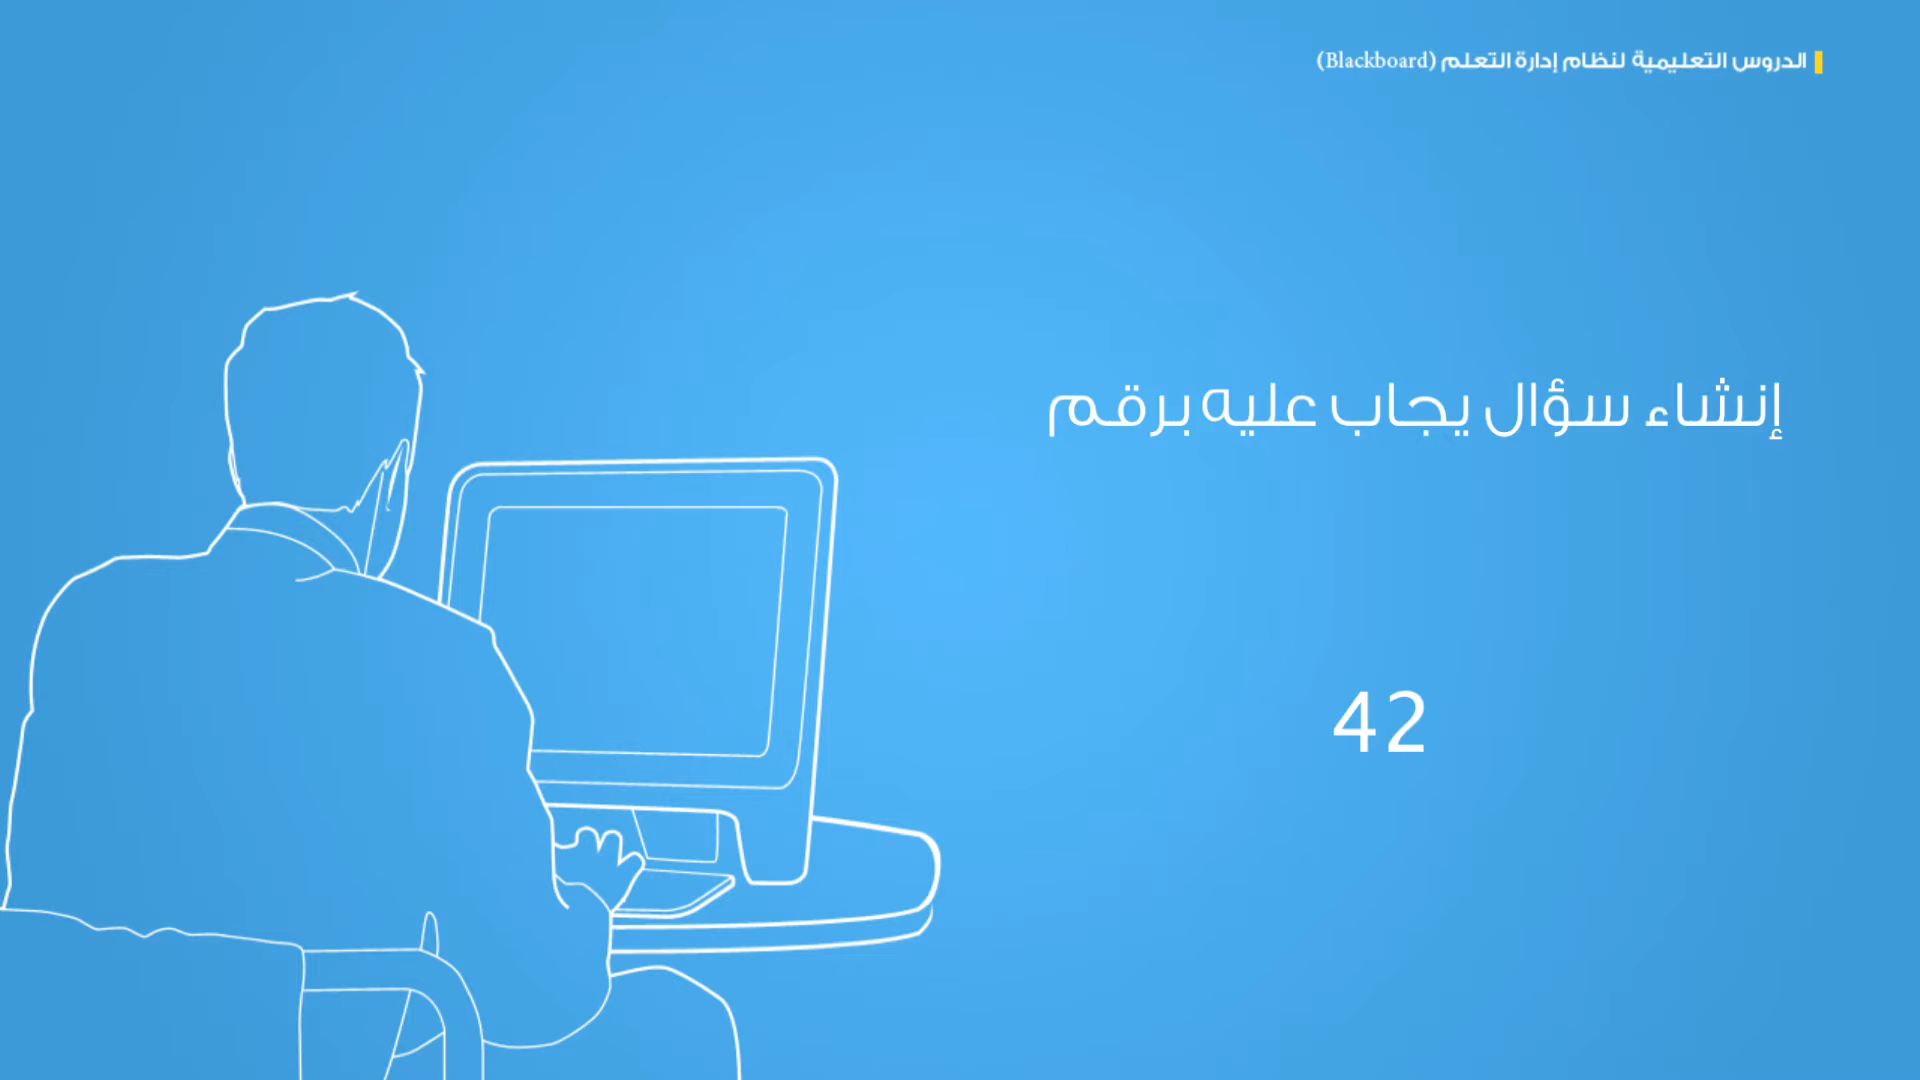 الدروس التعليمية لنظام إدارة التعلم (Blackboard)
إنشاء سؤال يجاب عليه برقم
42